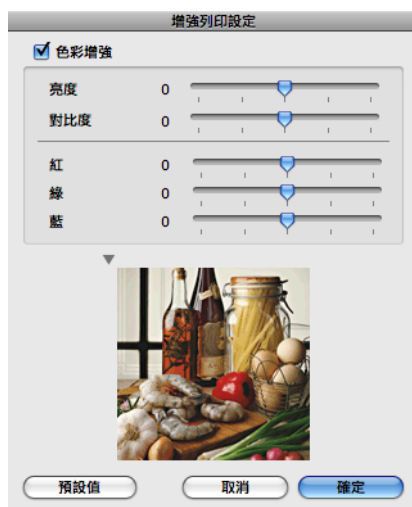 增強列印設定
色彩增強
亮度 0
對比度 0
紅 0
綠 0
藍 0
預設值 取消 確定